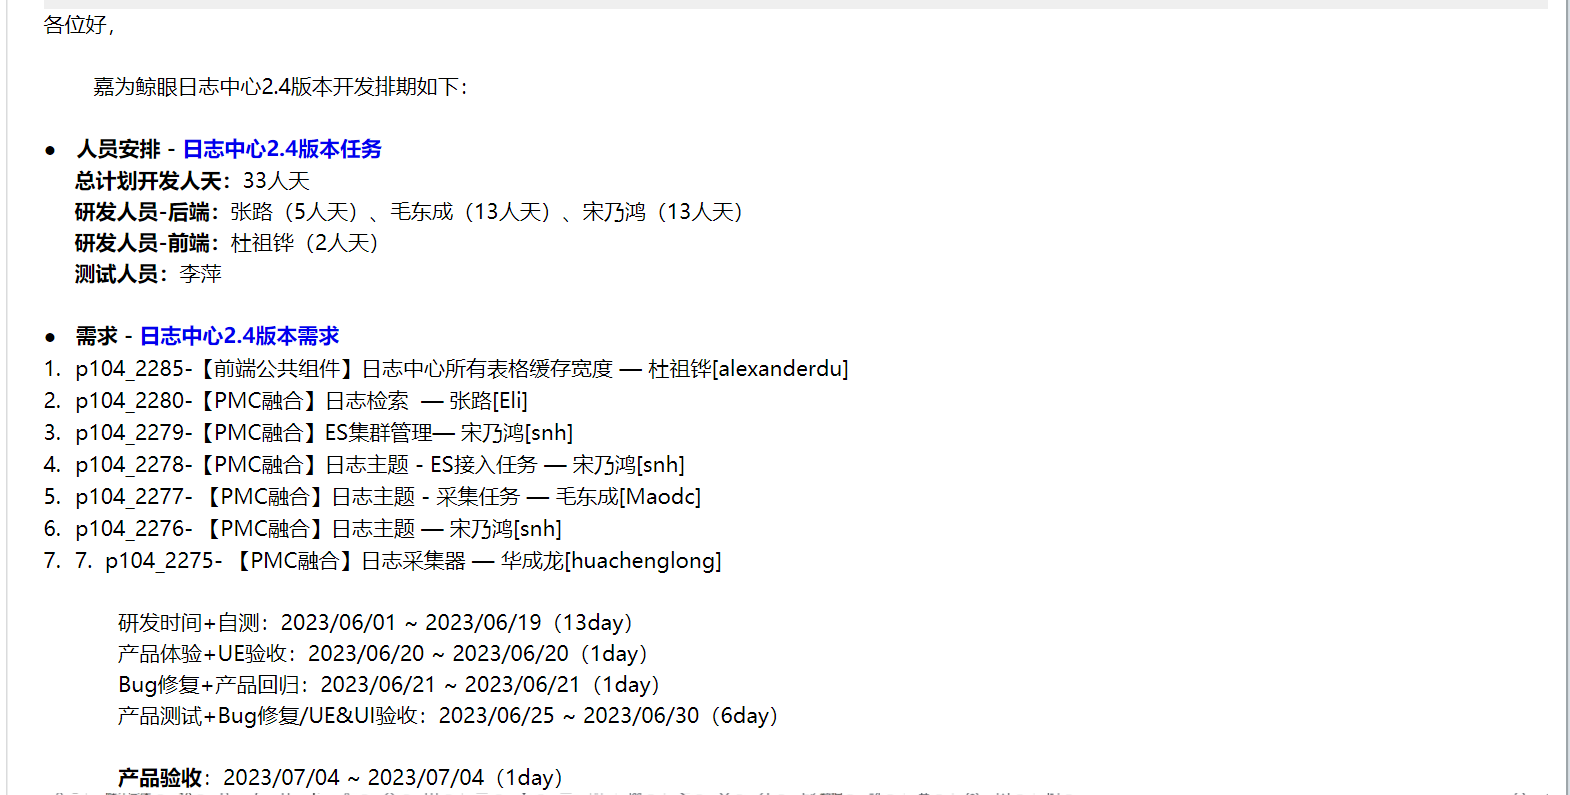 各位好，
嘉为鲸眼日志中心2.4版本开发排期如下：
● 人员安排 - 日志中心2.4版本任务
总计划开发人天：33人天
研发人员-后端：张路（5人天）、毛东成（13人天）、宋乃鸿（13人天）
研发人员-前端：杜祖铧（2人天）
测试人员：李萍
● 需求 - 日志中心2.4版本需求
1. p104_2285-【前端公共组件】日志中心所有表格缓存宽度 — 杜祖铧[alexanderdu]
2. p104_2280-【PMC融合】日志检索 — 张路[Eli]
3. p104_2279-【PMC融合】ES集群管理— 宋乃鸿[snh]
4. p104_2278-【PMC融合】日志主题 - ES接入任务 — 宋乃鸿[snh]
5. p104_2277- 【PMC融合】日志主题 - 采集任务 — 毛东成[Maodc]
6. p104_2276- 【PMC融合】日志主题 — 宋乃鸿[snh]
7. 7. p104_2275- 【PMC融合】日志采集器 — 华成龙[huachenglong]
研发时间+自测：2023/06/01 ~ 2023/06/19（13day）
产品体验+UE验收：2023/06/20 ~ 2023/06/20（1day）
Bug修复+产品回归：2023/06/21 ~ 2023/06/21（1day）
产品测试+Bug修复/UE&UI验收：2023/06/25 ~ 2023/06/30（6day）
产品验收：2023/07/04 ~ 2023/07/04（1day）